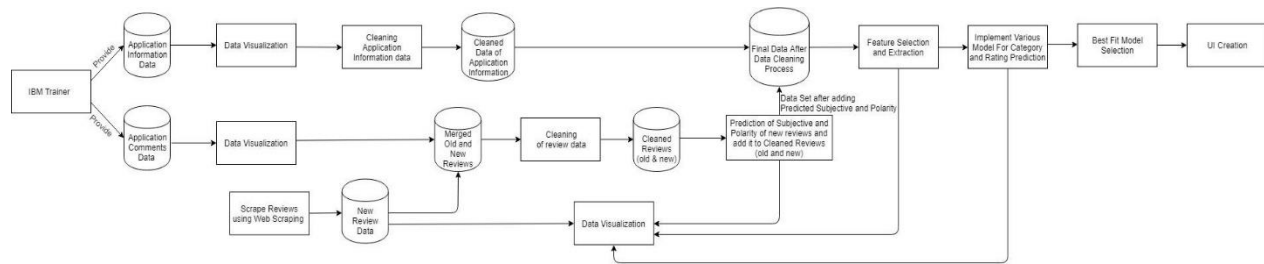 IBM Trainer
Provide
Provide
Application
Information
Data
Data Visualization
Cleaning
Application
Information data
Cleaned
Data of
Application
Information
Final Data After
Data Cleaning
Process
Feature Selection
and Extraction
Implement Various
Model For Category
and Rating Prediction
Best Fit Model
Selection
UI Creation
Application
Comments
Data
Data Visualization
Merged
Old and
New
Reviews
Cleaning
of review data
Cleaned
Reviews
(old & new)
Data Set after adding
Predicted Subjective and Polarity
Prediction of Subjective and
Polarity of new reviews and
add it to Cleaned Reviews
(old and new)
Scrape Reviews
using Web Scraping
New
Review
Data
Data Visualization